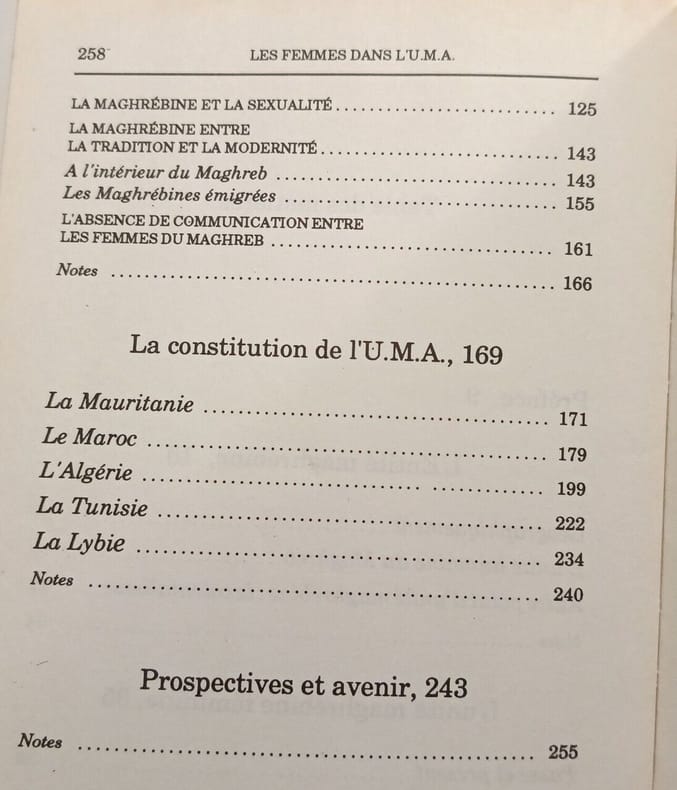 258 LES FEMMES DANS L'U.M.A.
LA MAGHRÉBINE ET LA SEXUALITÉ ........................ 125
LA MAGHRÉBINE ENTRE
LA TRADITION ET LA MODERNITÉ ........................ 143
A l'intérieur du Maghreb ........................ 143
Les Maghrébines émigrées ........................ 155
L'ABSENCE DE COMMUNICATION ENTRE
LES FEMMES DU MAGHREB ........................ 161
Notes ........................ 166
La constitution de l'U.M.A., 169
La Mauritanie ........................ 171
Le Maroc ........................ 179
L'Algérie ........................ 199
La Tunisie ........................ 222
La Lybie ........................ 234
Notes ........................ 240
Prospectives et avenir, 243
Notes ........................ 255